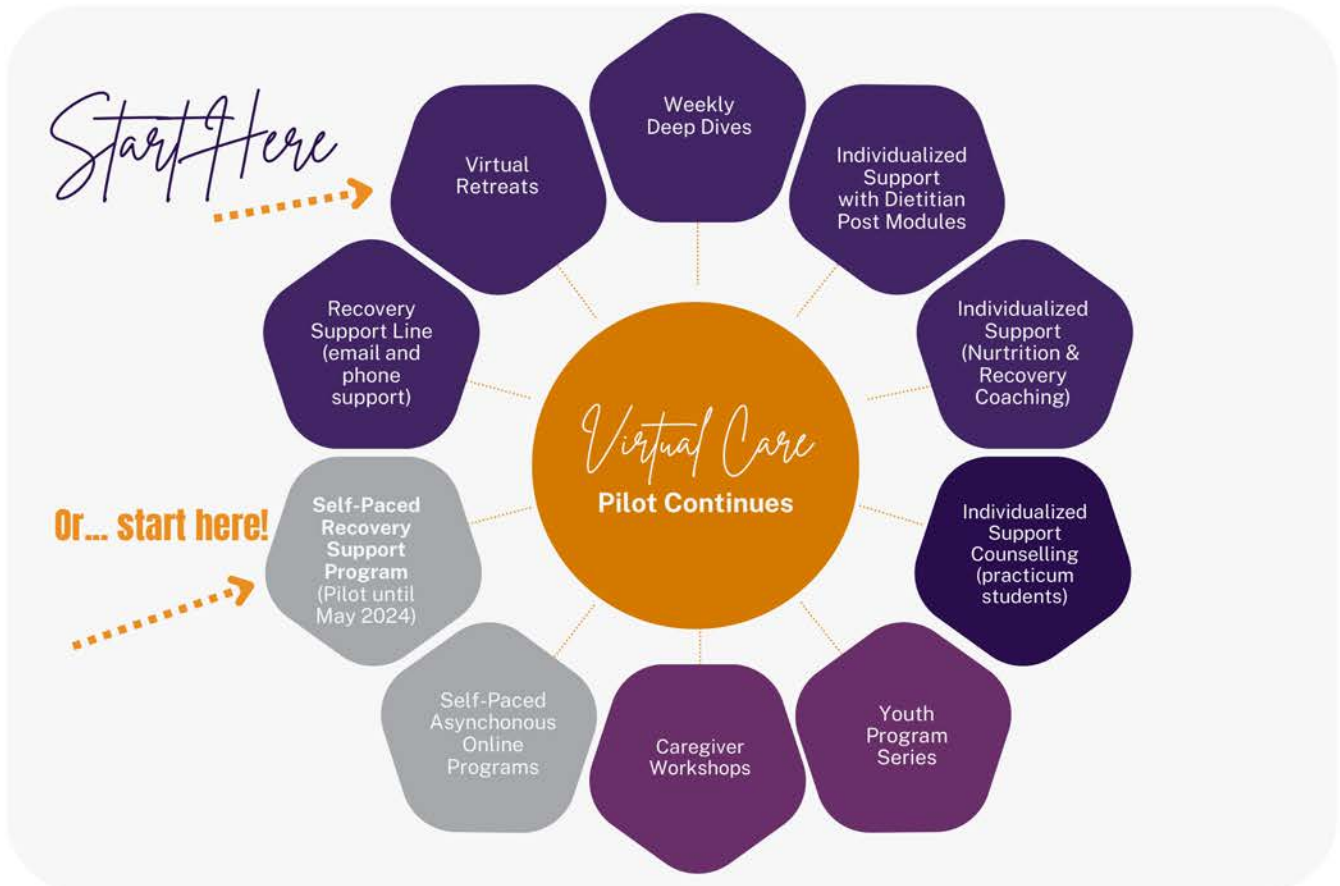 Start Here
Weekly
Deep Dives
Virtual
Retreats
Individualized
Support
with Dietitian
Post Modules
Recovery
Support Line
(email and
phone
support)
Individualized
Support
(Nurtrition &
Recovery
Coaching)
Virtual Care
Pilot Continues
Or... start here!
Self-Paced
Recovery
Support
Program
(Pilot until
May 2024)
Individualized
Support
Counselling
(practicum
students)
Self-Paced
Asynchonous
Online
Programs
Caregiver
Workshops
Youth
Program
Series